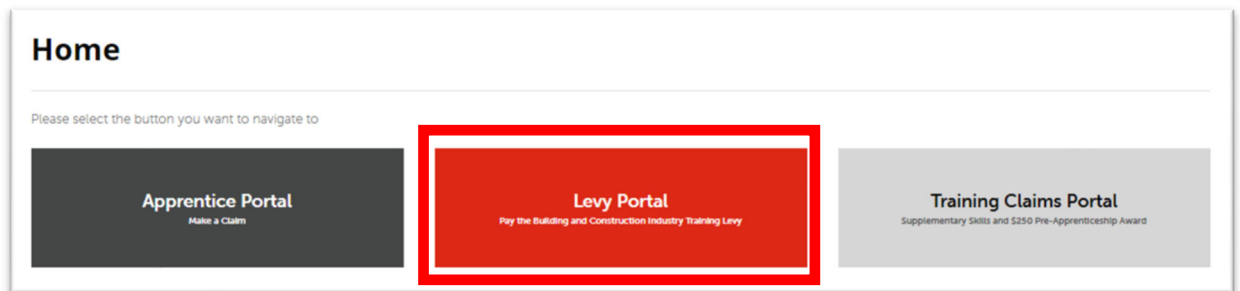 Home
Please select the button you want to navigate to
Apprentice Portal
Make a Claim
Levy Portal
Pay the Building and Construction Industry Training Levy
Training Claims Portal
Supplementary Skills and $250 Pre-Apprenticeship Award